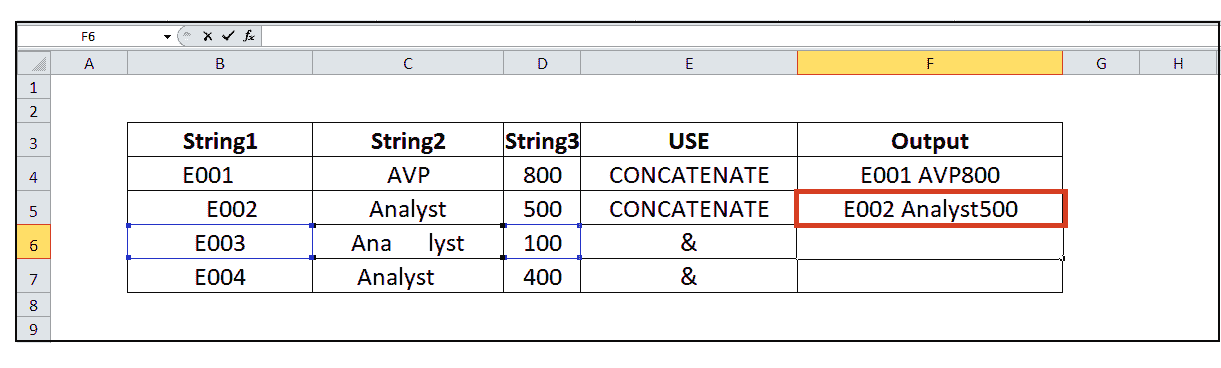 F6 fx
A B C D E F G H
1
2
3 String1 String2 String3 USE Output
4 E001 AVP 800 CONCATENATE E001 AVP800
5 E002 Analyst 500 CONCATENATE E002 Analyst500
6 E003 Ana lyst 100 &
7 E004 Analyst 400 &
8
9